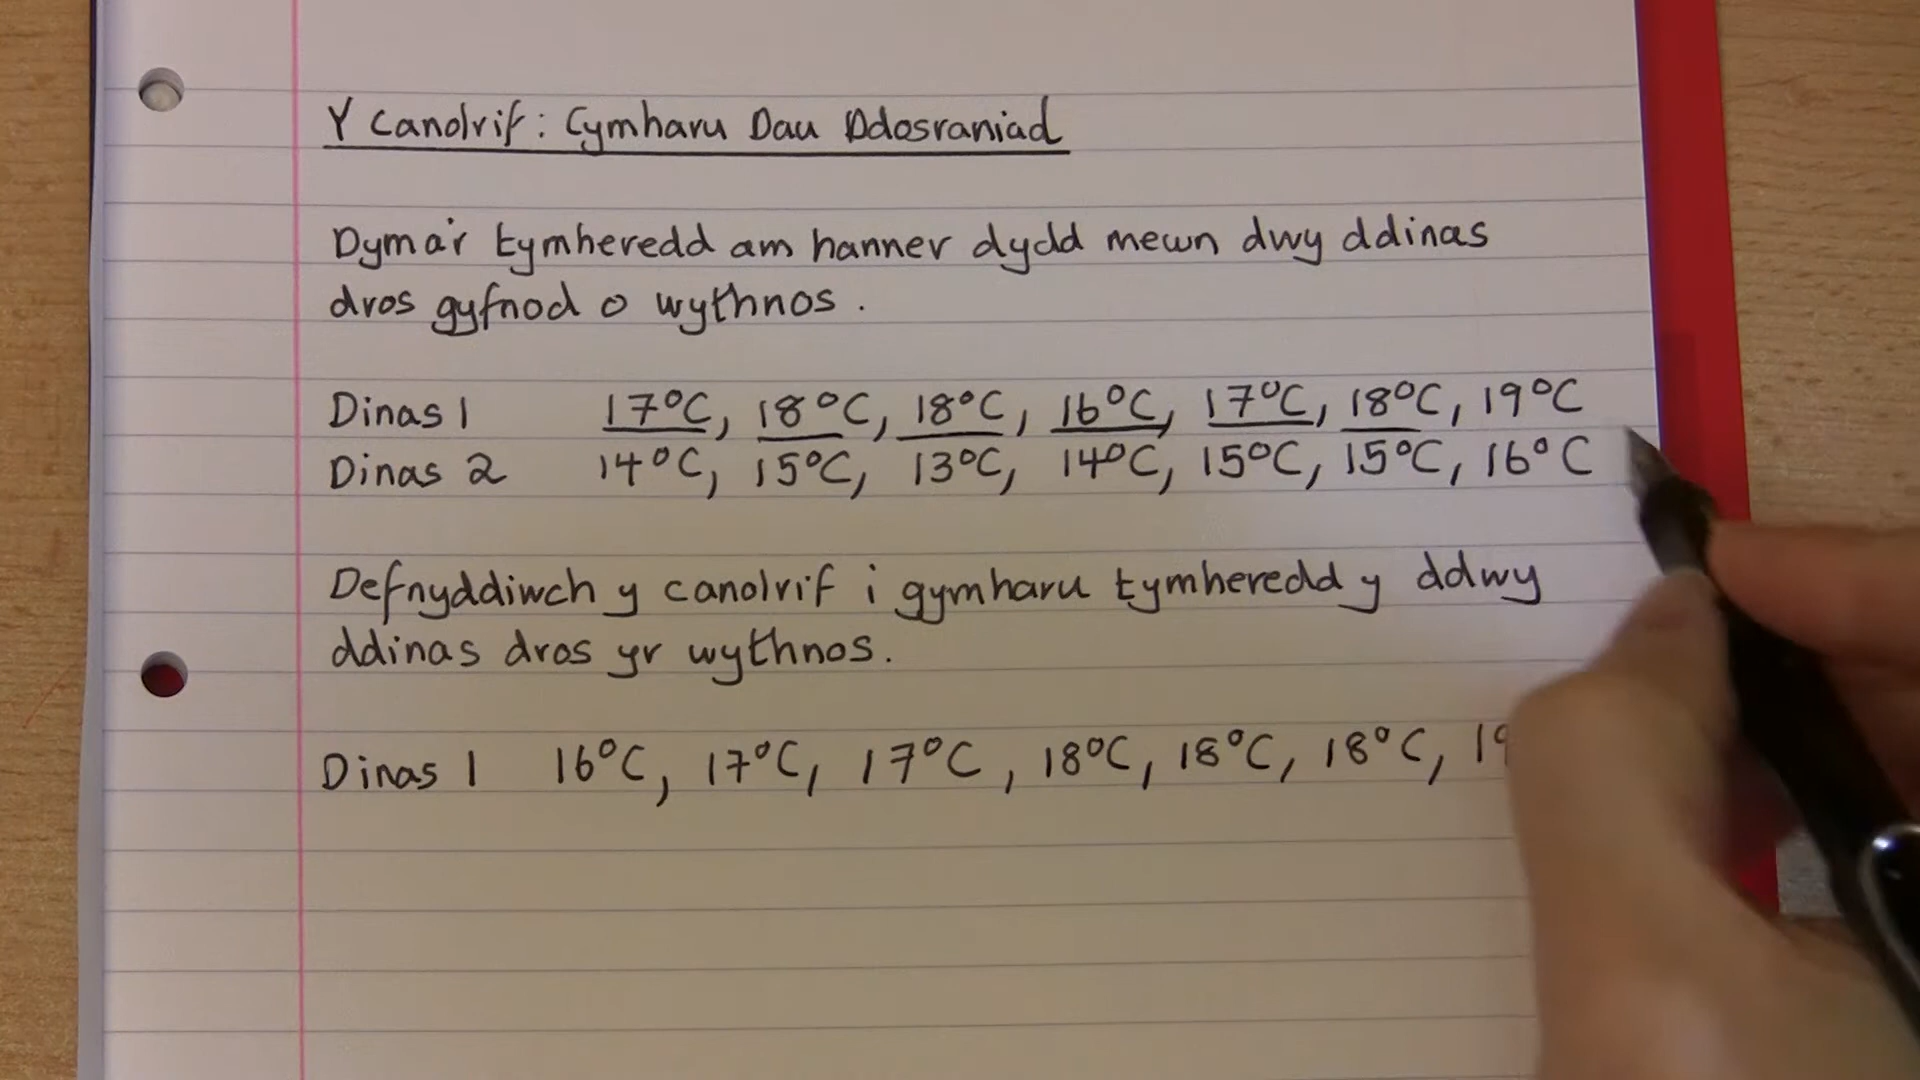 Y Canolrif: Cymharu Dau Ddosraniad
Dyma'r tymheredd am hanner dydd mewn dwy ddinas
dros gyfnod o wythnos.
Dinas 1 17°C, 18°C, 18°C, 16°C, 17°C, 18°C, 19°C
Dinas 2 14°C, 15°C, 13°C, 14°C, 15°C, 15°C, 16°C
Defnyddiwch y canolrif i gymharu tymheredd y ddwy
ddinas dros yr wythnos.
Dinas 1 16°C, 17°C, 17°C, 18°C, 18°C, 18°C, 19